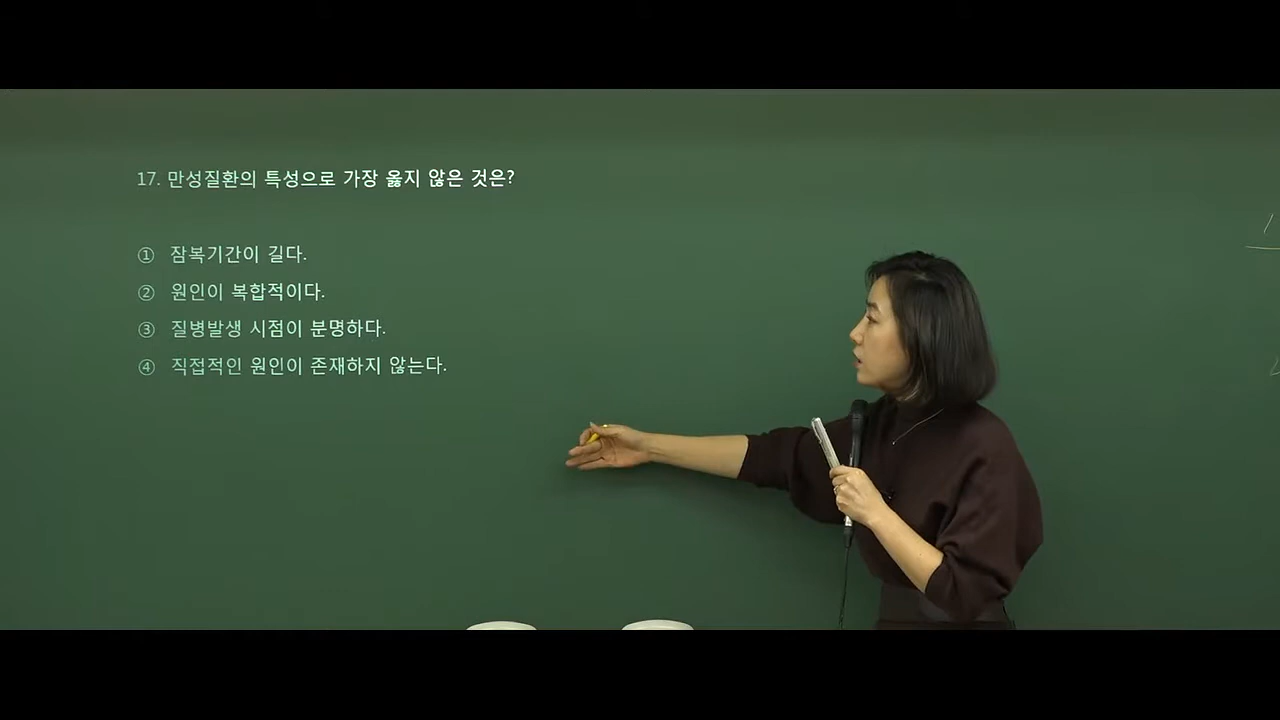 17. 만성질환의 특성으로 가장 옳지 않은 것은?
① 잠복기간이 길다.
② 원인이 복합적이다.
③ 질병발생 시점이 분명하다.
④ 직접적인 원인이 존재하지 않는다.